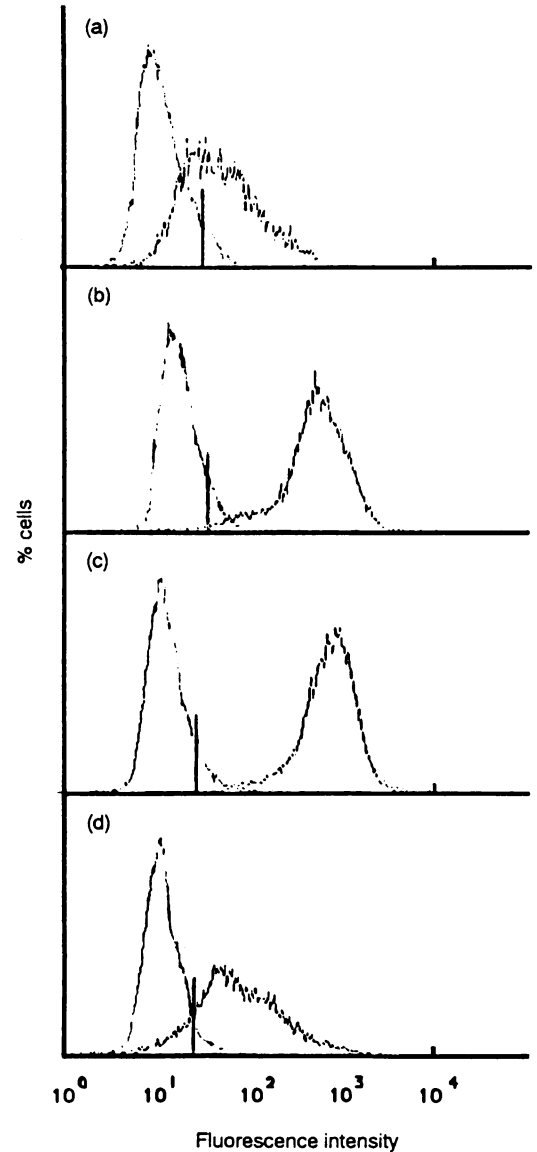 (a)
(b)
% cells
(c)
(d)
10⁰ 10¹ 10² 10³ 10⁴
Fluorescence intensity